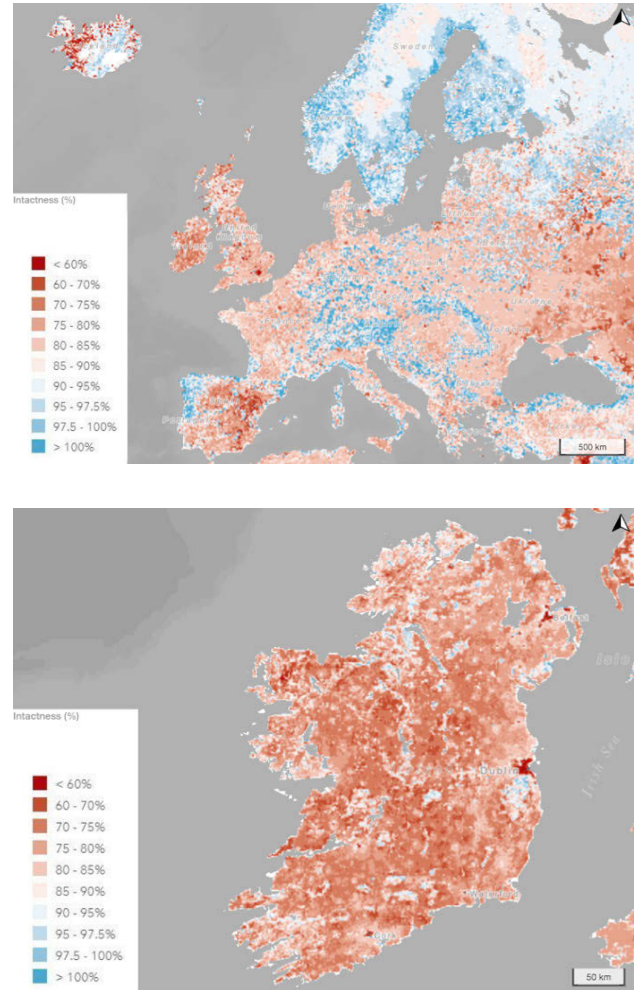 Sweden
Intactness (%)
< 60%
60 - 70%
70 - 75%
75 - 80%
80 - 85%
85 - 90%
90 - 95%
95 - 97.5%
97.5 - 100%
> 100%
500 km
Belfast
Dublin
Irish Sea
Cork
Intactness (%)
< 60%
60 - 70%
70 - 75%
75 - 80%
80 - 85%
85 - 90%
90 - 95%
95 - 97.5%
97.5 - 100%
> 100%
50 km